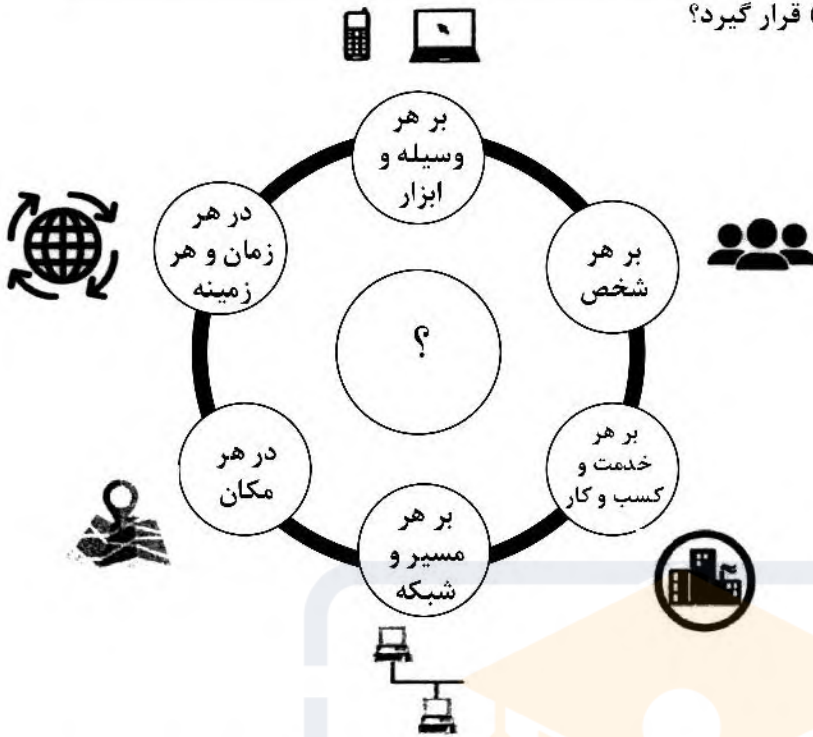 قرار گیرد؟
بر هر
وسیله و
ابزار
در هر
زمان و هر
زمینه
بر هر
شخص
؟
در هر
مکان
بر هر
خدمت و
کسب و کار
بر هر
مسیر و
شبکه